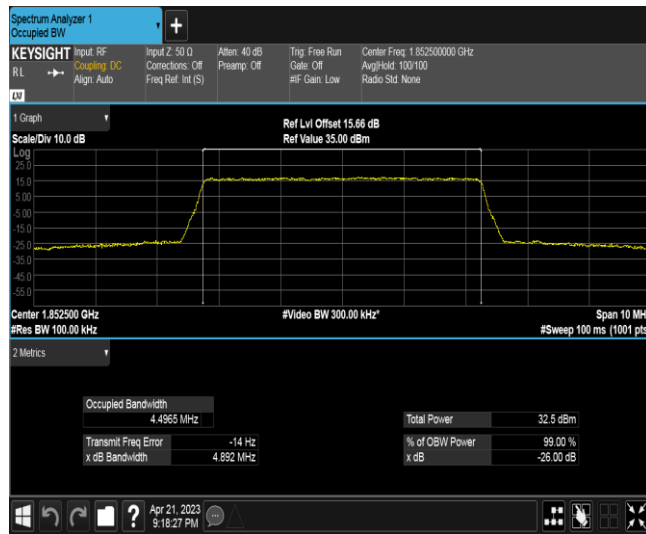 Spectrum Analyzer 1
Occupied BW
+
KEYSIGHT Input: RF Input Z: 50 Ω Atten: 40 dB Trig: Free Run Center Freq: 1.852500000 GHz
RL Coupling: DC Corrections: Off Preamp: Off Gate: Off Avg|Hold: 100/100
Align: Auto Freq Ref: Int (S) #IF Gain: Low Radio Std: None
LXI
1 Graph
Ref Lvl Offset 15.66 dB
Scale/Div 10.0 dB Ref Value 35.00 dBm
Log
25.0
15.0
5.00
-5.00
-15.0
-25.0
-35.0
-45.0
-55.0
Center 1.852500 GHz #Video BW 300.00 kHz* Span 10 MH
#Res BW 100.00 kHz #Sweep 100 ms (1001 pts
2 Metrics
Occupied Bandwidth
4.4965 MHz Total Power 32.5 dBm
Transmit Freq Error -14 Hz % of OBW Power 99.00 %
x dB Bandwidth 4.892 MHz x dB -26.00 dB
? Apr 21, 2023
9:18:27 PM